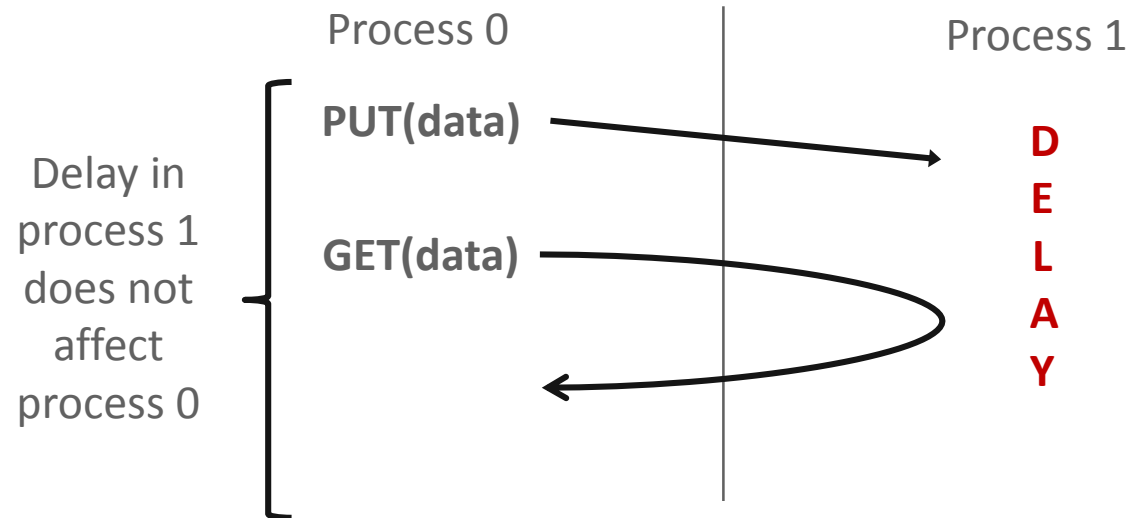 Process 0
Process 1
PUT(data)
Delay in
process 1
does not
affect
process 0
GET(data)
D
E
L
A
Y